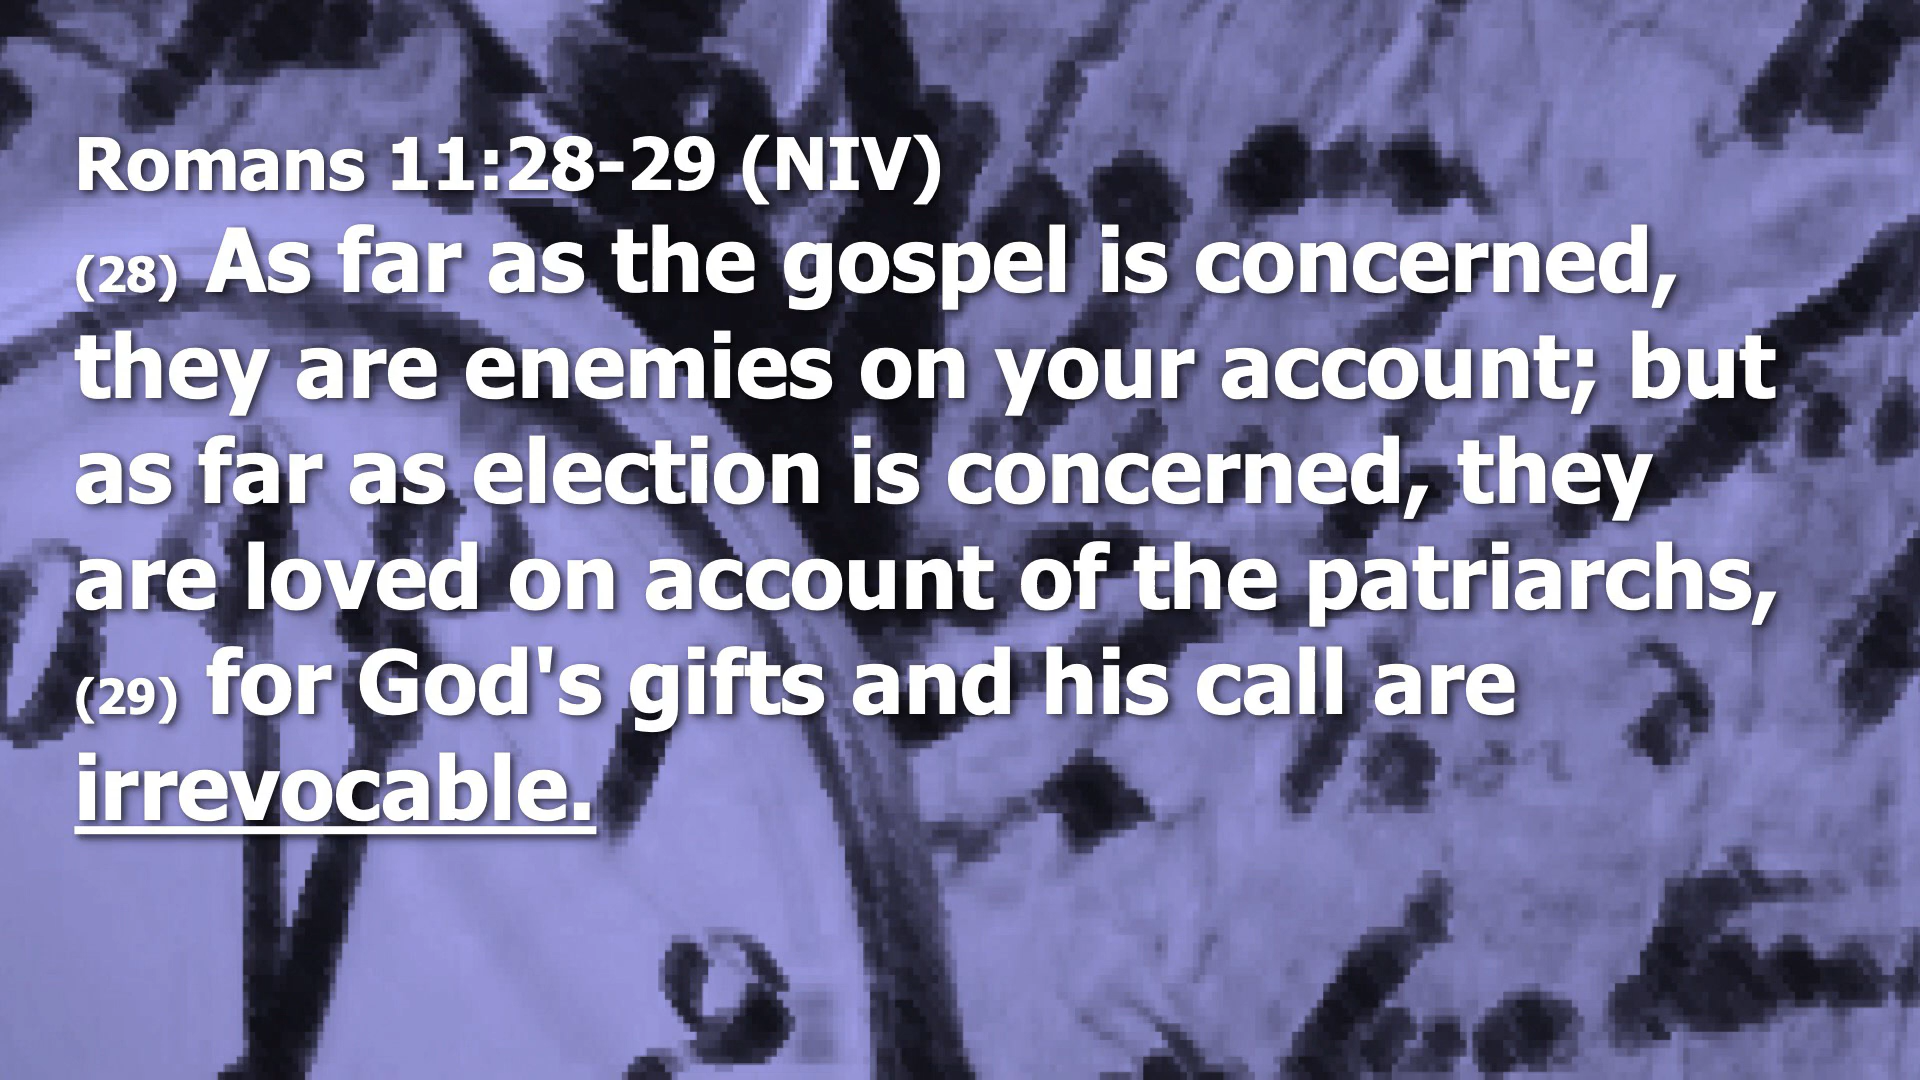 Romans 11:28-29 (NIV)
(28) As far as the gospel is concerned,
they are enemies on your account; but
as far as election is concerned, they
are loved on account of the patriarchs,
(29) for God's gifts and his call are
irrevocable.